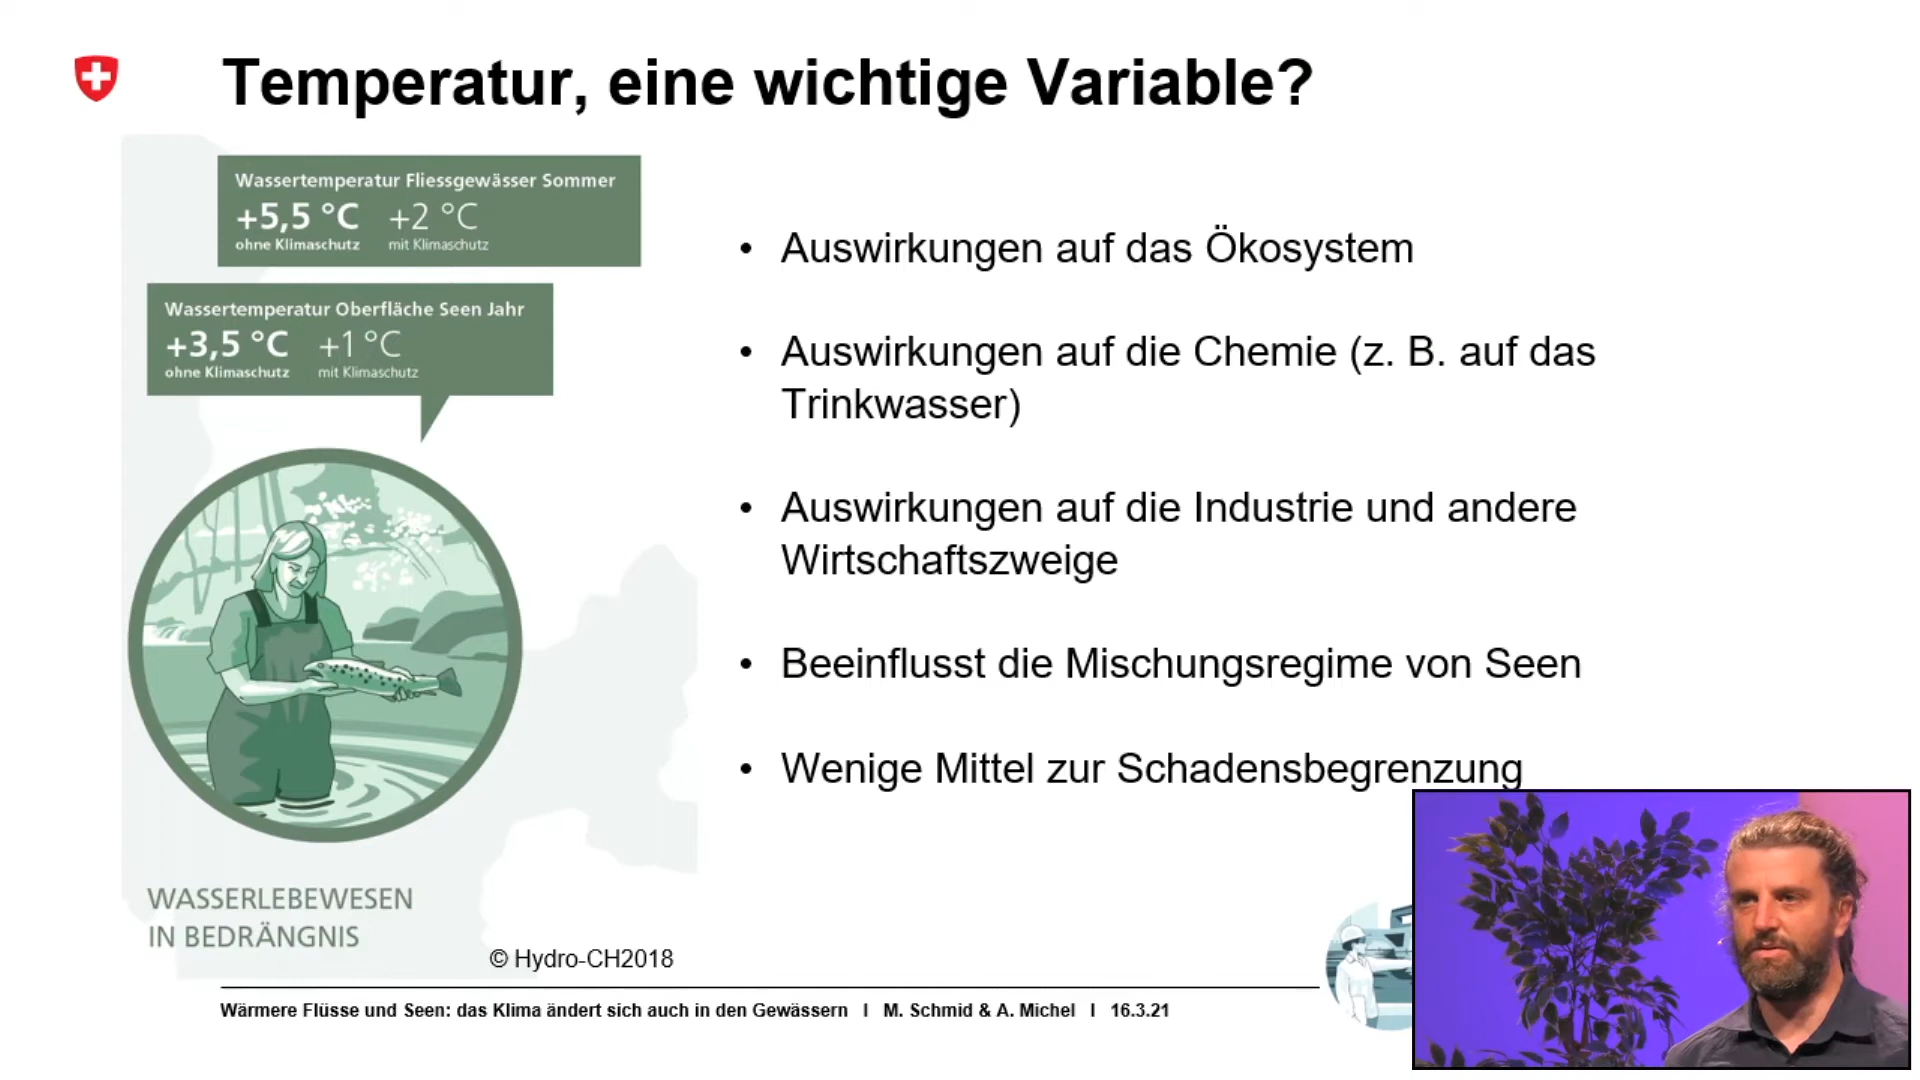 Temperatur, eine wichtige Variable?
Wassertemperatur Fliessgewässer Sommer
+5,5 °C +2 °C
ohne Klimaschutz mit Klimaschutz
Wassertemperatur Oberfläche Seen Jahr
+3,5 °C +1 °C
ohne Klimaschutz mit Klimaschutz
WASSERLEBEWESEN
IN BEDRÄNGNIS
© Hydro-CH2018
• Auswirkungen auf das Ökosystem
• Auswirkungen auf die Chemie (z. B. auf das
Trinkwasser)
• Auswirkungen auf die Industrie und andere
Wirtschaftszweige
• Beeinflusst die Mischungsregime von Seen
• Wenige Mittel zur Schadensbegrenzung
Wärmere Flüsse und Seen: das Klima ändert sich auch in den Gewässern I M. Schmid & A. Michel I 16.3.21